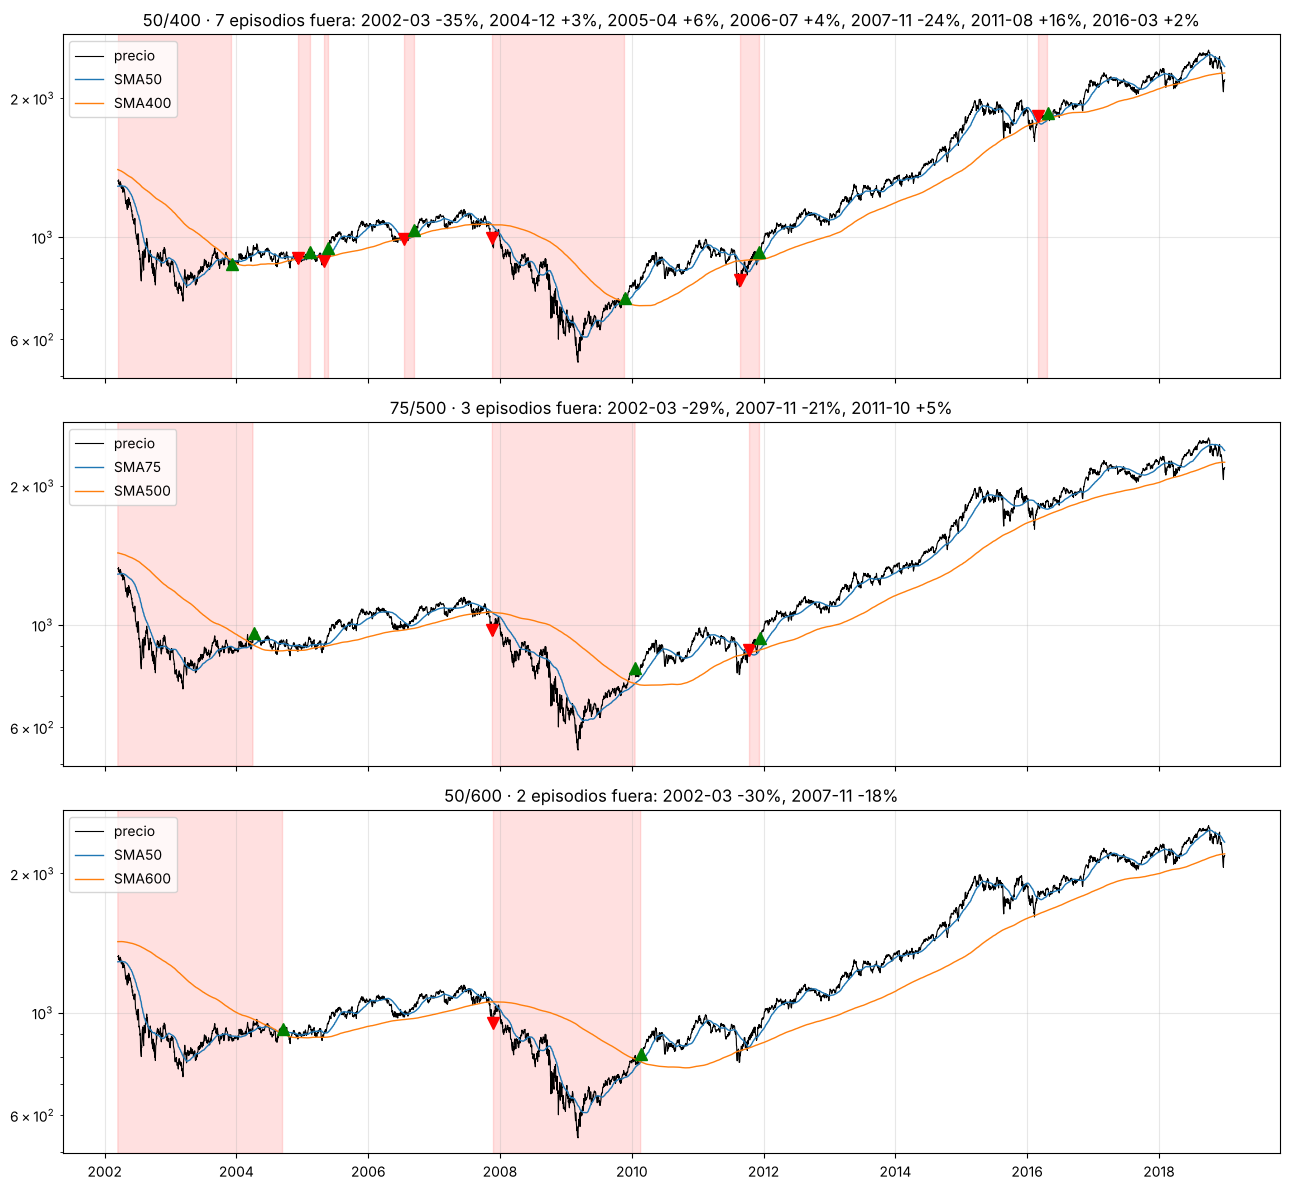 50/400 · 7 episodios fuera: 2002-03 -35%, 2004-12 +3%, 2005-04 +6%, 2006-07 +4%, 2007-11 -24%, 2011-08 +16%, 2016-03 +2%
precio
SMA50
SMA400
2 × 10³
10³
6 × 10²
75/500 · 3 episodios fuera: 2002-03 -29%, 2007-11 -21%, 2011-10 +5%
precio
SMA75
SMA500
2 × 10³
10³
6 × 10²
50/600 · 2 episodios fuera: 2002-03 -30%, 2007-11 -18%
precio
SMA50
SMA600
2 × 10³
10³
6 × 10²
2002 2004 2006 2008 2010 2012 2014 2016 2018